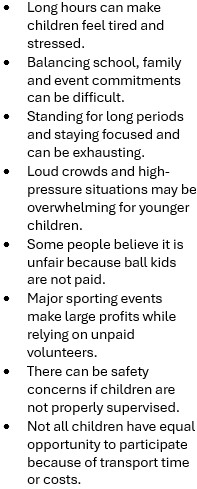 • Long hours can make
children feel tired and
stressed.
• Balancing school, family
and event commitments
can be difficult.
• Standing for long periods
and staying focused and
can be exhausting.
• Loud crowds and high-
pressure situations may be
overwhelming for younger
children.
• Some people believe it is
unfair because ball kids
are not paid.
• Major sporting events
make large profits while
relying on unpaid
volunteers.
• There can be safety
concerns if children are
not properly supervised.
• Not all children have equal
opportunity to participate
because of transport time
or costs.